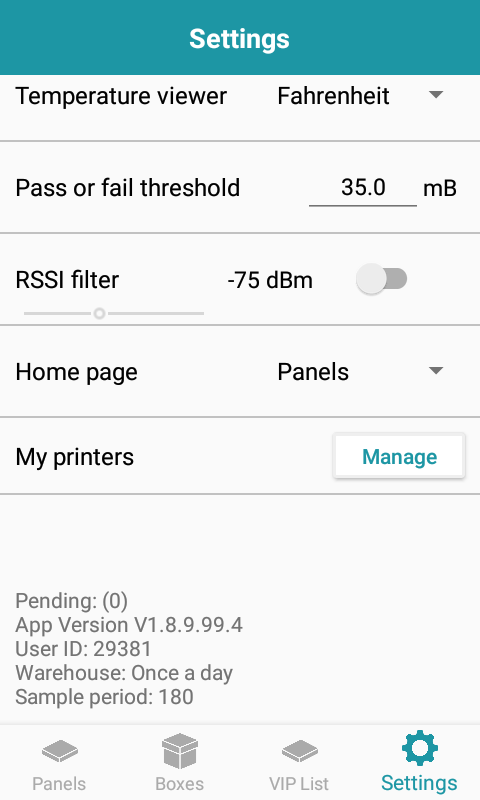 Settings
Temperature viewer Fahrenheit
Pass or fail threshold 35.0 mB
RSSI filter -75 dBm
Home page Panels
My printers Manage
Pending: (0)
App Version V1.8.9.99.4
User ID: 29381
Warehouse: Once a day
Sample period: 180
Panels Boxes VIP List Settings